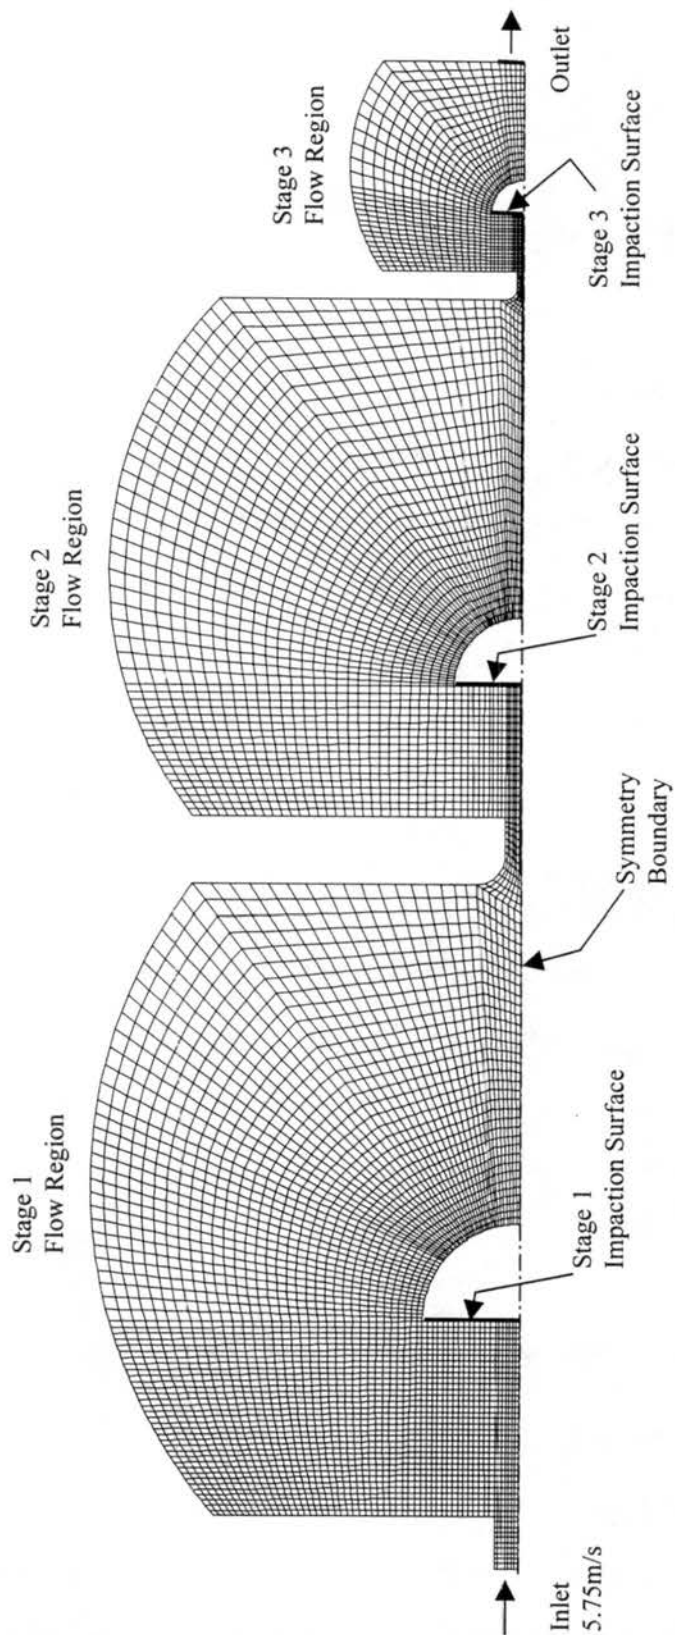 Stage 1
Flow Region
Stage 2
Flow Region
Stage 3
Flow Region
Inlet
5.75m/s
Stage 1
Impaction Surface
Symmetry
Boundary
Stage 2
Impaction Surface
Stage 3
Impaction Surface
Outlet